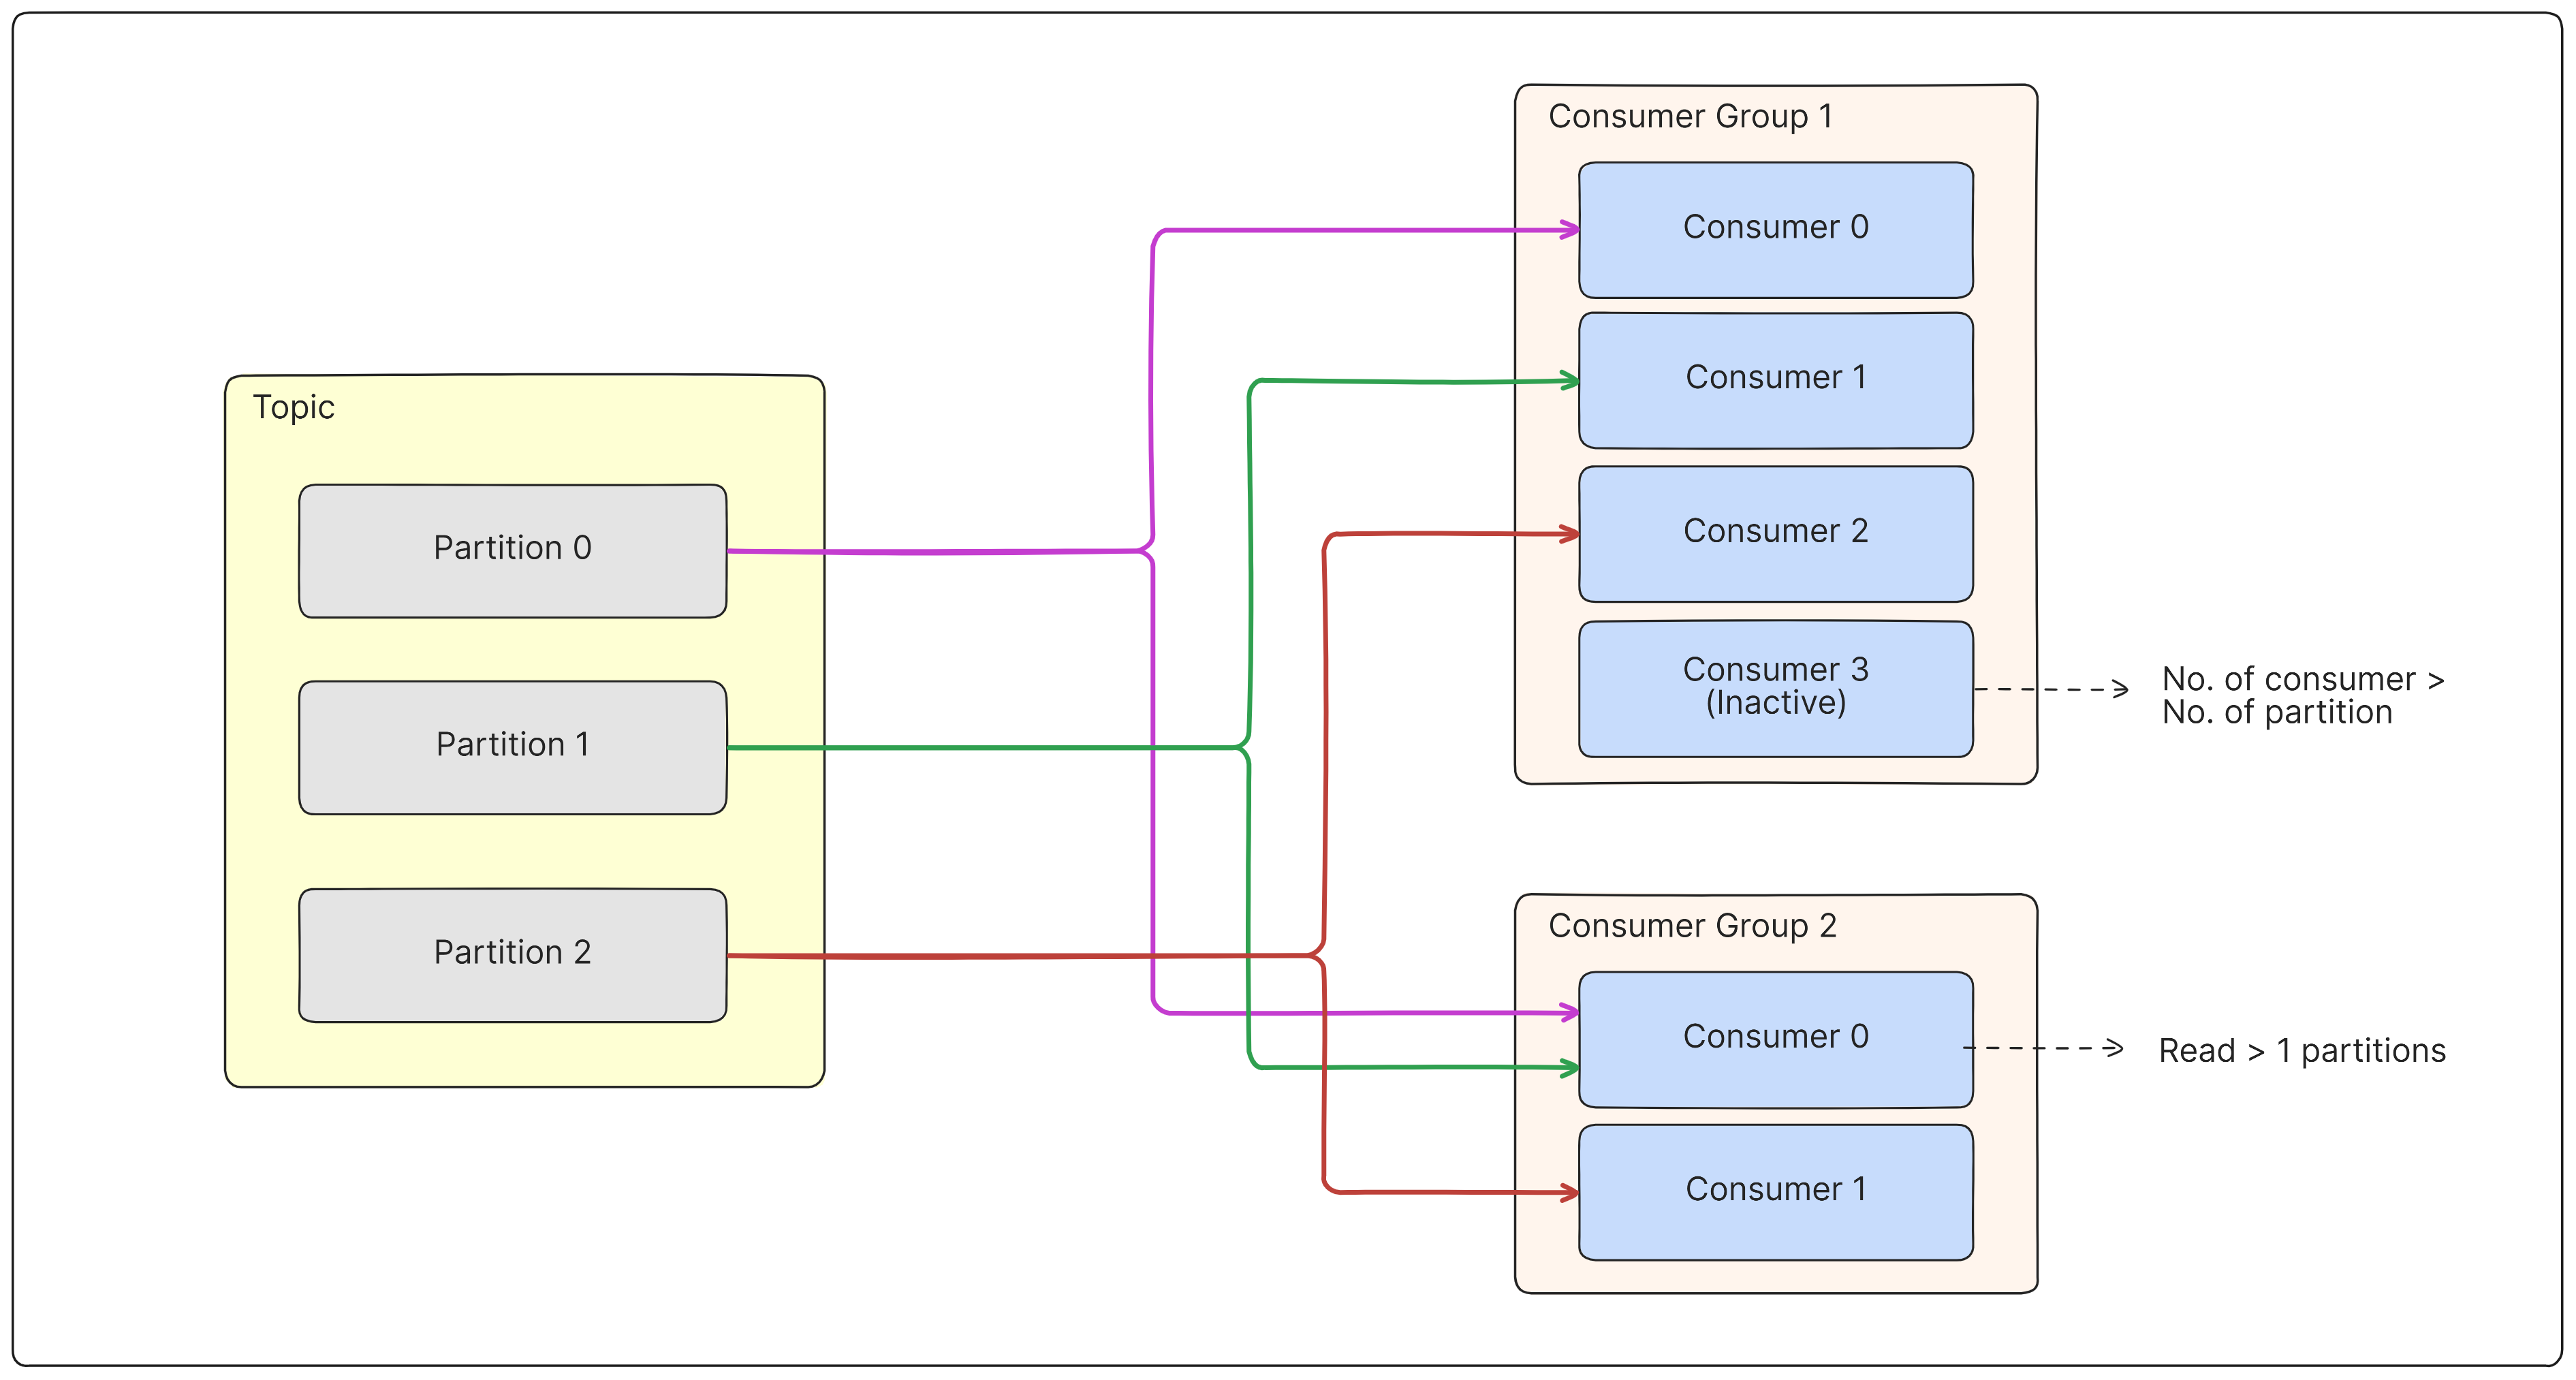 Consumer Group 1
Consumer 0
Consumer 1
Consumer 2
Consumer 3
(Inactive)
No. of consumer >
No. of partition
Topic
Partition 0
Partition 1
Partition 2
Consumer Group 2
Consumer 0
Read > 1 partitions
Consumer 1